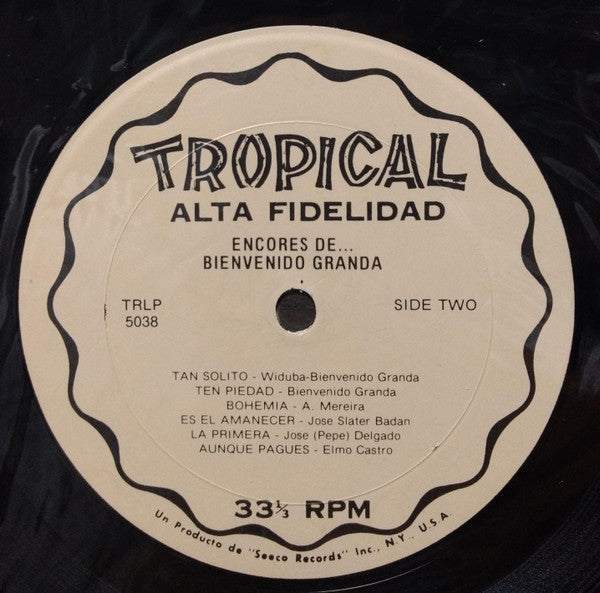 TROPICAL
ALTA FIDELIDAD
ENCORES DE...
BIENVENIDO GRANDA
TRLP
5038
SIDE TWO
TAN SOLITO - Widuba-Bienvenido Granda
TEN PIEDAD - Bienvenido Granda
BOHEMIA - A. Mereira
ES EL AMANECER - Jose Slater Badan
LA PRIMERA - Jose (Pepe) Delgado
AUNQUE PAGUES - Elmo Castro
33⅓ RPM
Un Producto de "Seeco Records" Inc., N.Y., U.S.A.